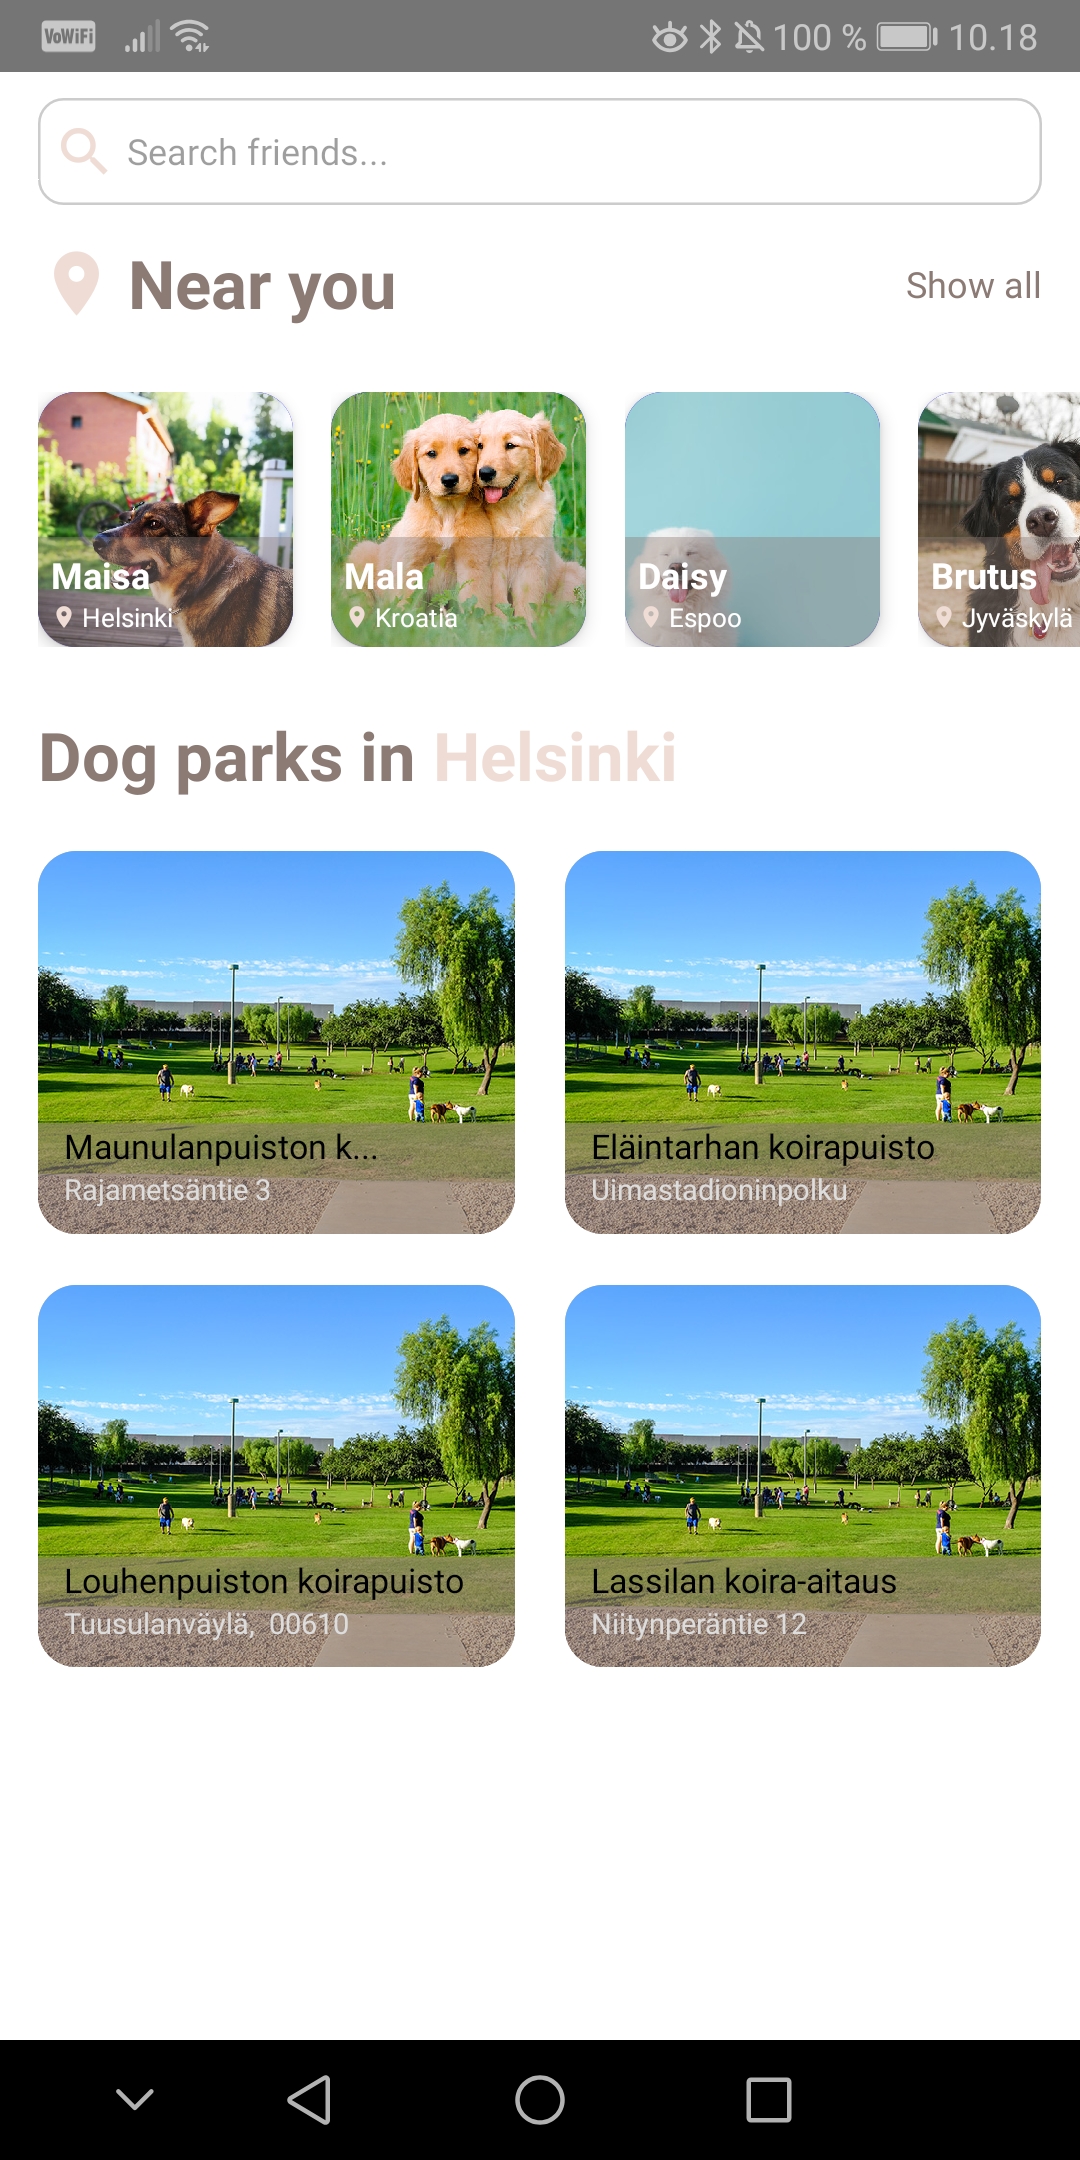 VoWiFi 100 % 10.18
Search friends...
Near you Show all
Maisa Mala Daisy Brutus
Helsinki Kroatia Espoo Jyväskylä
Dog parks in Helsinki
Maunulanpuiston k... Eläintarhan koirapuisto
Rajametsäntie 3 Uimastadioninpolku
Louhenpuiston koirapuisto Lassilan koira-aitaus
Tuusulanväylä, 00610 Niitynperäntie 12